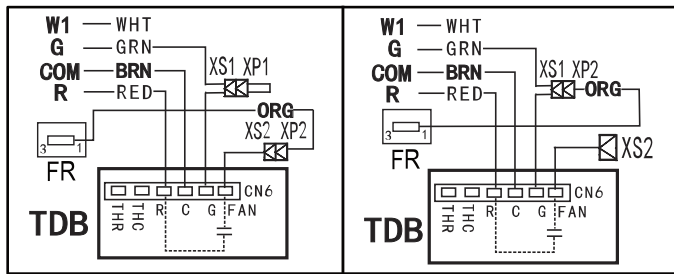 W1 WHT
G GRN
XS1 XP1
COM BRN
R RED
ORG
XS2 XP2
3 1
FR
CN6
THR THC R C G FAN
TDB
W1 WHT
G GRN
XS1 XP2
COM BRN
R RED ORG
3 1
XS2
FR
CN6
THR THC R C G FAN
TDB